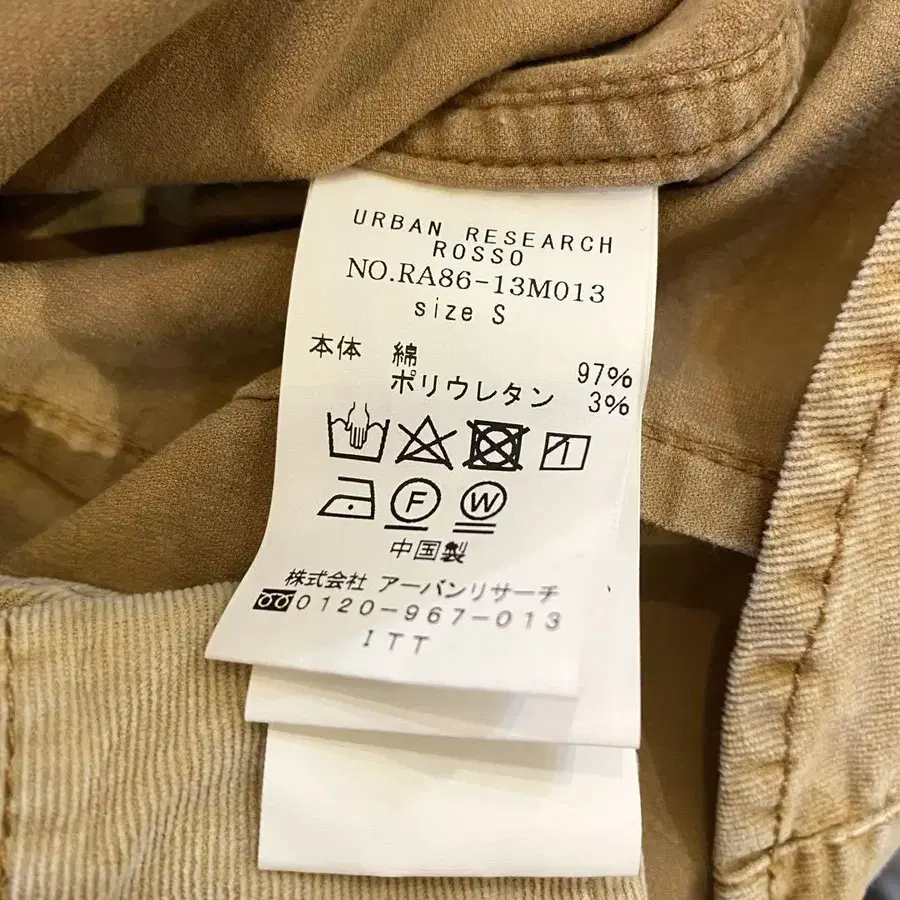 URBAN RESEARCH
ROSSO
NO.RA86-13M013
size S
本体 綿 97%
ポリウレタン 3%
F W
中国製
株式会社 アーバンリサーチ
0120-967-013
ITT